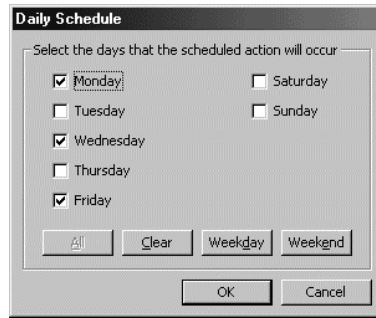 Daily Schedule
Select the days that the scheduled action will occur
Monday
Saturday
Tuesday
Sunday
Wednesday
Thursday
Friday
All Clear Weekday Weekend
OK Cancel